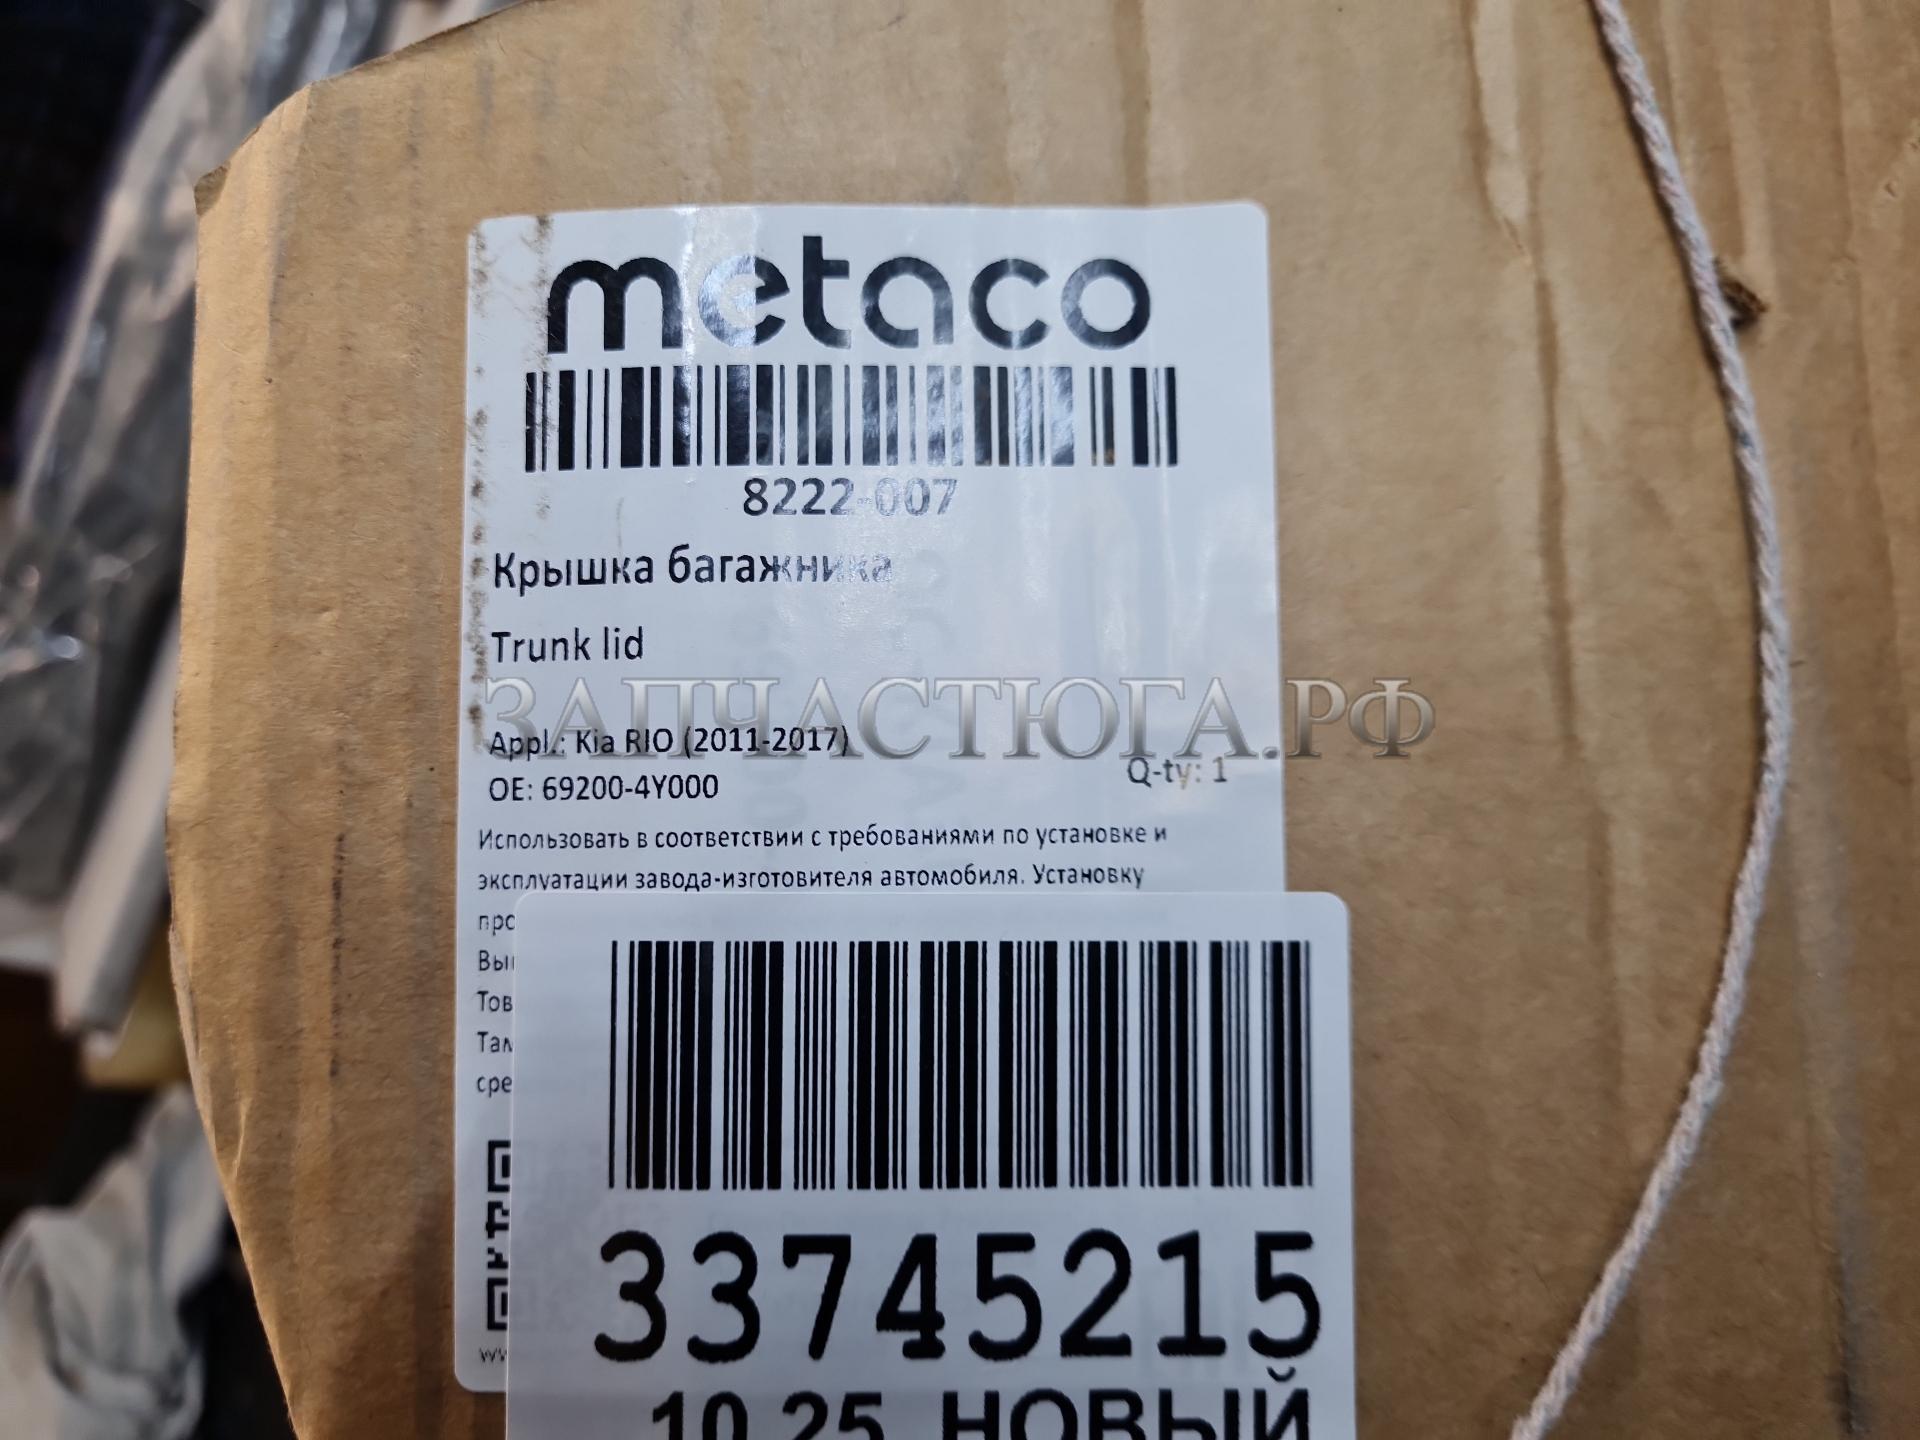 metaco
8222-007
Крышка багажника
Trunk lid
ЗАПЧАСТЮГА.РФ
Appl.: Kia RIO (2011-2017)
Q-ty: 1
OE: 69200-4Y000
Использовать в соответствии с требованиями по установке и
эксплуатации завода-изготовителя автомобиля. Установку
33745215
10.25 НОВЫЙ